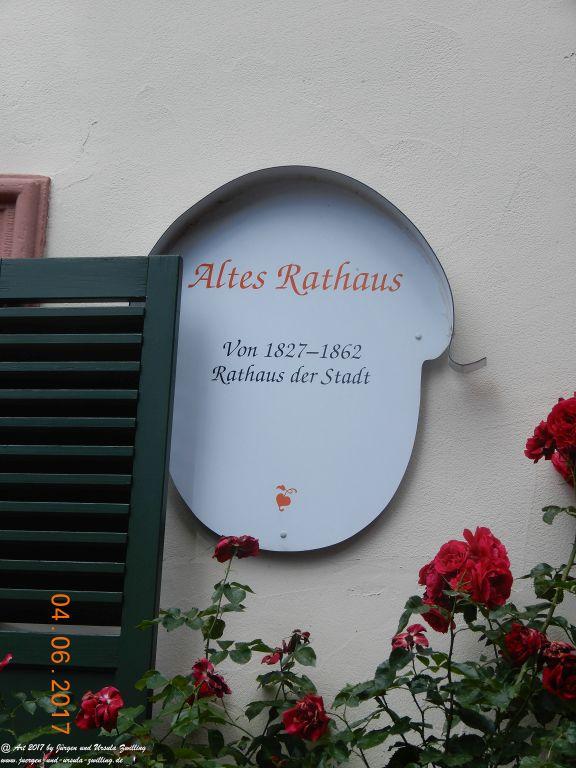 Altes Rathaus
Von 1827–1862
Rathaus der Stadt
04.06.2017
@ Art 2017 by Jürgen und Ursula Zwilling
www.juergen-und-ursula-zwilling.de